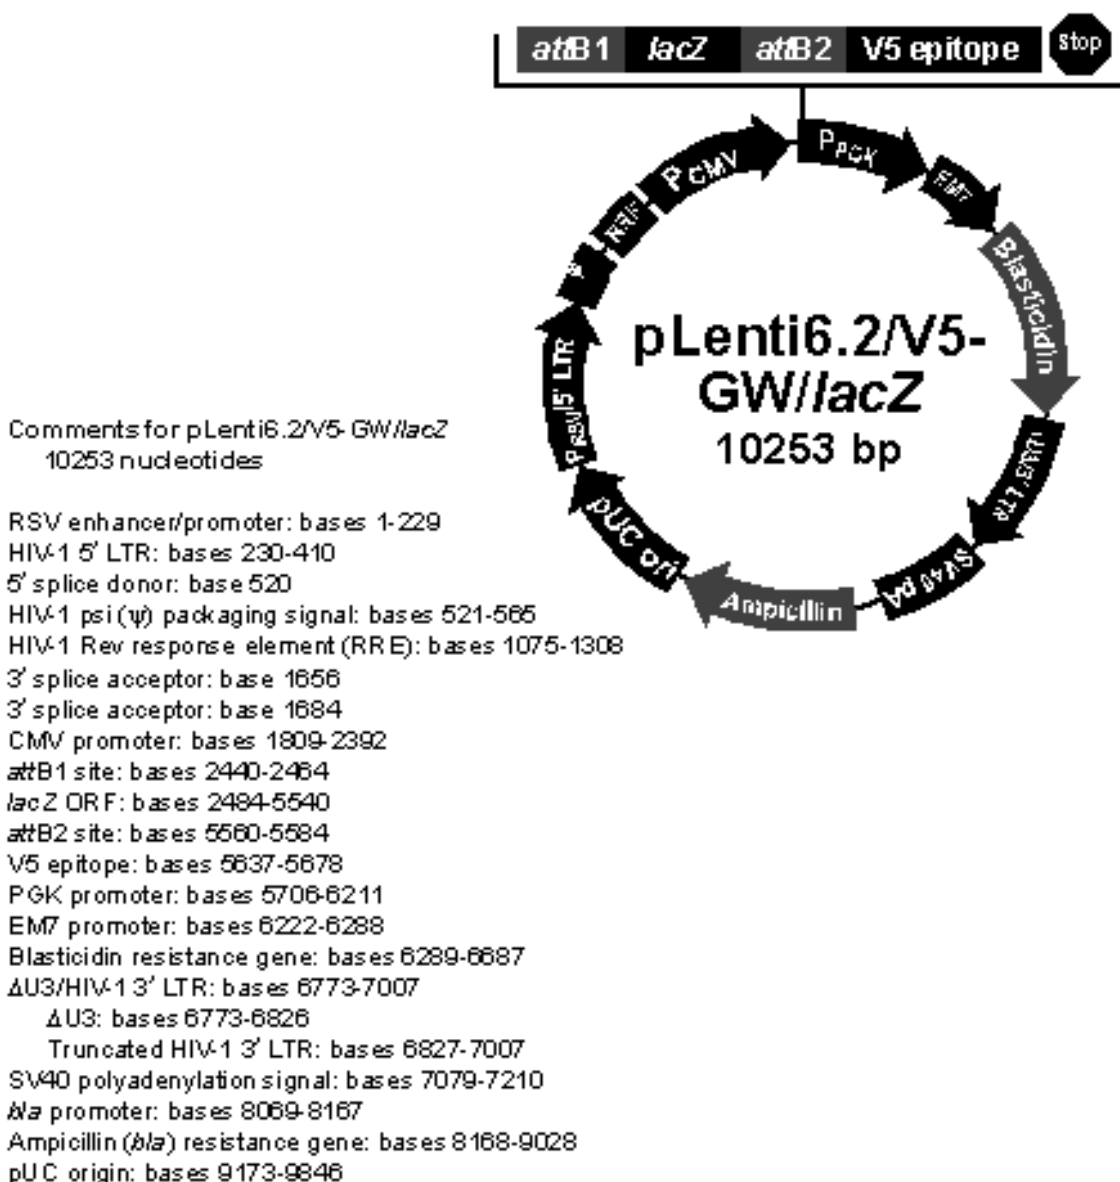 attB1 lacZ attB2 V5 epitope Stop
PCMV PPGK EM7
RRE
Ψ
Blasticidin
PRSV/5' LTR
pLenti6.2/V5-
GW/lacZ
10253 bp
ΔU3/3' LTR
pUC ori
SV40 pA
Ampicillin
Comments for pLenti6.2/V5-GW/lacZ
10253 nucleotides
RSV enhancer/promoter: bases 1-229
HIV-1 5' LTR: bases 230-410
5' splice donor: base 520
HIV-1 psi (ψ) packaging signal: bases 521-565
HIV-1 Rev response element (RRE): bases 1075-1308
3' splice acceptor: base 1656
3' splice acceptor: base 1684
CMV promoter: bases 1809-2392
attB1 site: bases 2440-2464
lacZ ORF: bases 2484-5540
attB2 site: bases 5560-5584
V5 epitope: bases 5637-5678
PGK promoter: bases 5706-6211
EM7 promoter: bases 6222-6288
Blasticidin resistance gene: bases 6289-6687
ΔU3/HIV-1 3' LTR: bases 6773-7007
ΔU3: bases 6773-6826
Truncated HIV-1 3' LTR: bases 6827-7007
SV40 polyadenylation signal: bases 7079-7210
bla promoter: bases 8069-8167
Ampicillin (bla) resistance gene: bases 8168-9028
pUC origin: bases 9173-9846